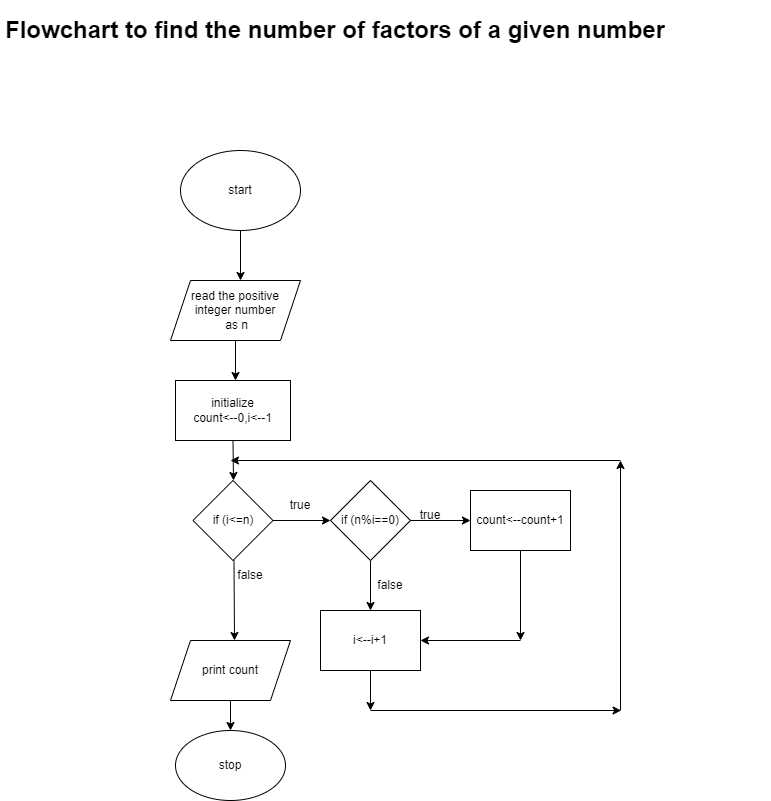 Flowchart to find the number of factors of a given number
start
read the positive
integer number
as n
initialize
count<--0,i<--1
if (i<=n)
true
if (n%i==0)
true
count<--count+1
false
false
i<--i+1
print count
stop